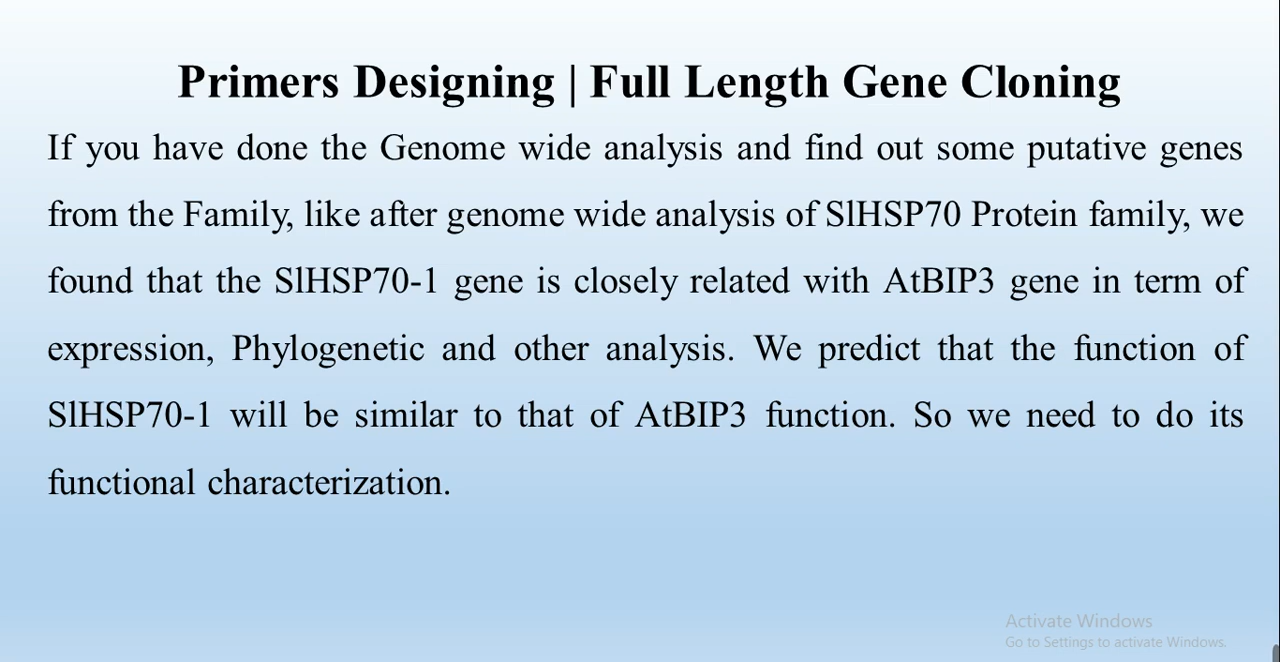 Primers Designing | Full Length Gene Cloning
If you have done the Genome wide analysis and find out some putative genes
from the Family, like after genome wide analysis of SlHSP70 Protein family, we
found that the SlHSP70-1 gene is closely related with AtBIP3 gene in term of
expression, Phylogenetic and other analysis. We predict that the function of
SlHSP70-1 will be similar to that of AtBIP3 function. So we need to do its
functional characterization.
Activate Windows
Go to Settings to activate Windows.